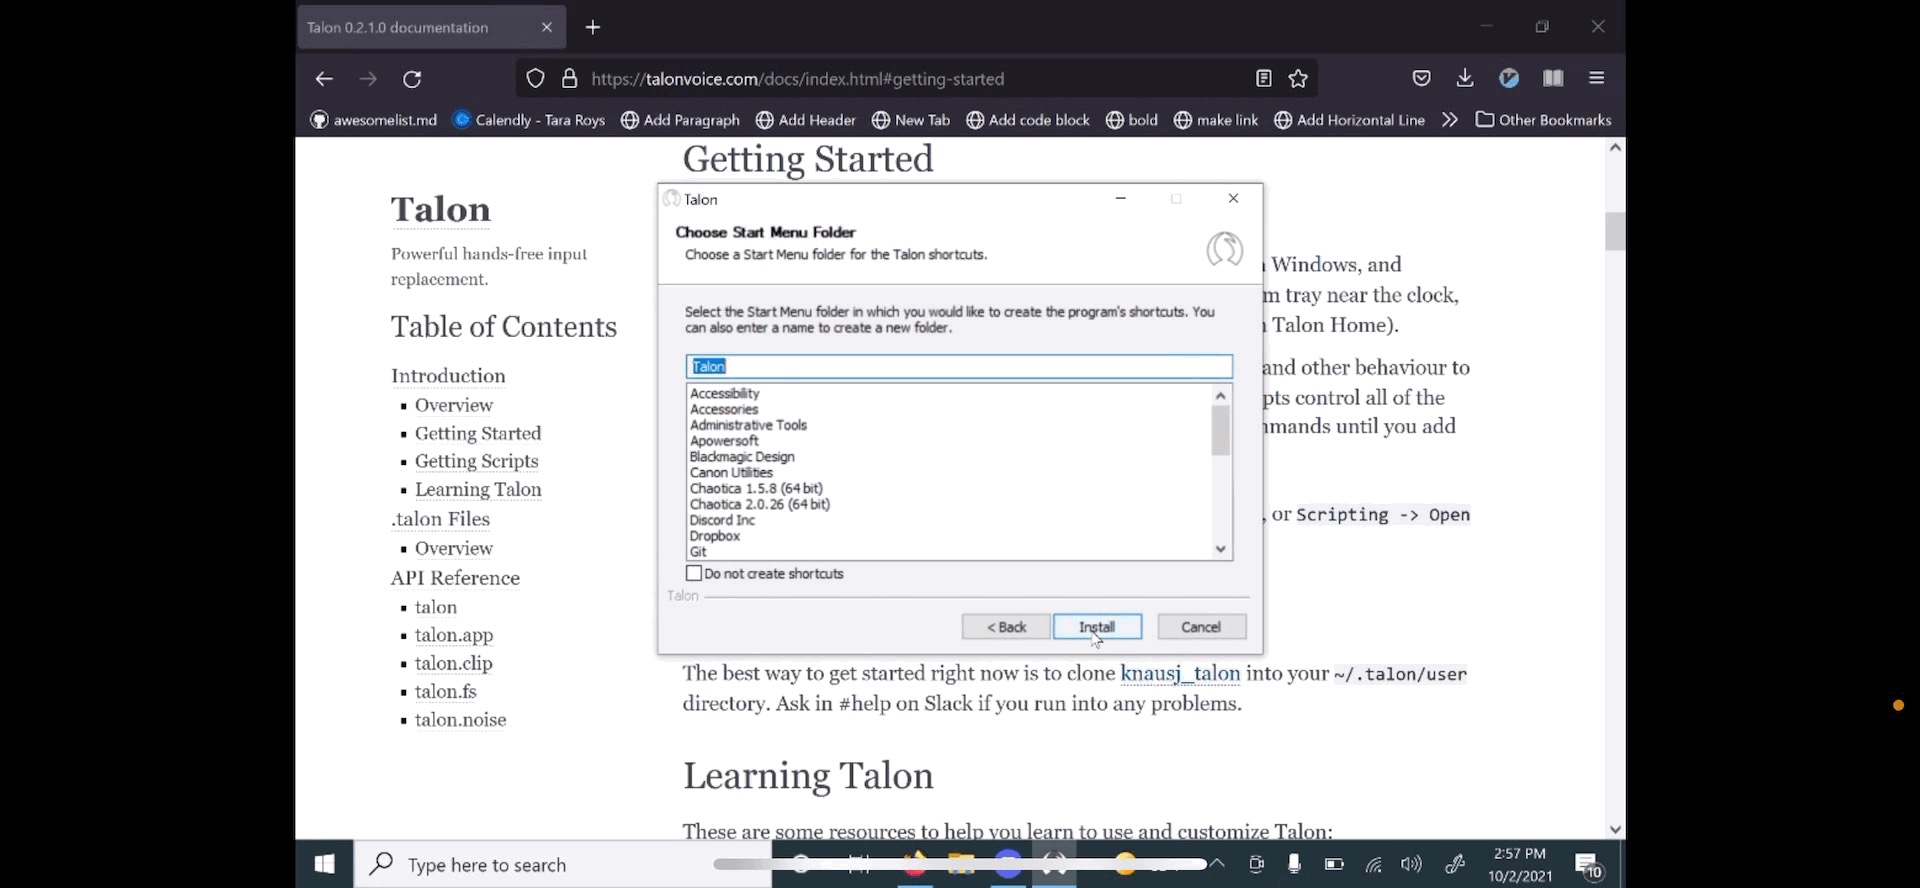 Talon 0.2.1.0 documentation
https://talonvoice.com/docs/index.html#getting-started
awesomelist.md
Calendly - Tara Roys
Add Paragraph
Add Header
New Tab
Add code block
bold
make link
Add Horizontal Line
Other Bookmarks
Talon
Powerful hands-free input
replacement.
Table of Contents
Introduction
Overview
Getting Started
Getting Scripts
Learning Talon
.talon Files
Overview
API Reference
talon
talon.app
talon.clip
talon.fs
talon.noise
Getting Started
Windows, and
m tray near the clock,
Talon Home).
and other behaviour to
pts control all of the
mmands until you add
, or Scripting -> Open
Talon
Choose Start Menu Folder
Choose a Start Menu folder for the Talon shortcuts.
Select the Start Menu folder in which you would like to create the program's shortcuts. You
can also enter a name to create a new folder.
Talon
Accessibility
Accessories
Administrative Tools
Apowersoft
Blackmagic Design
Canon Utilities
Chaotica 1.5.8 (64 bit)
Chaotica 2.0.26 (64 bit)
Discord Inc
Dropbox
Git
Do not create shortcuts
Talon
< Back
Install
Cancel
The best way to get started right now is to clone knausj_talon into your ~/.talon/user
directory. Ask in #help on Slack if you run into any problems.
Learning Talon
These are some resources to help you learn to use and customize Talon:
Type here to search
2:57 PM
10/2/2021
10